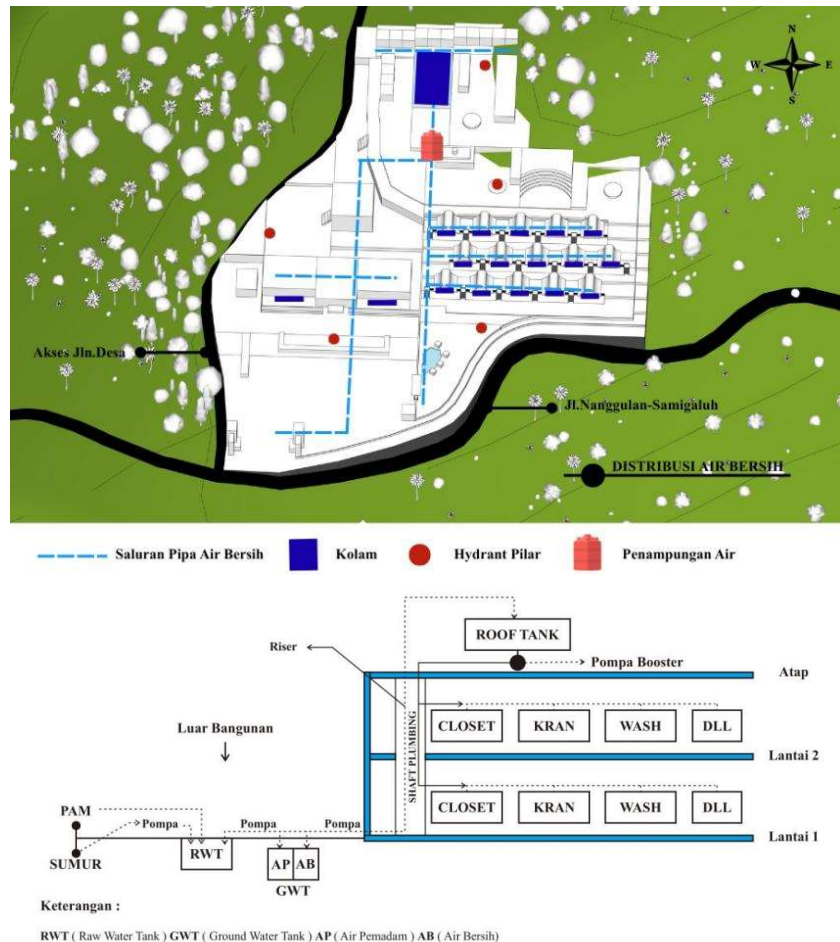 N
W E
S
Akses Jln.Desa
Jl.Nanggulan-Samigaluh
DISTRIBUSI AIR BERSIH
Saluran Pipa Air Bersih Kolam Hydrant Pilar Penampungan Air
ROOF TANK
Riser
Pompa Booster
Atap
Luar Bangunan
SHAFT PLUMBING
CLOSET KRAN WASH DLL
Lantai 2
CLOSET KRAN WASH DLL
PAM
Pompa Pompa Pompa
Lantai 1
SUMUR
RWT
AP AB
GWT
Keterangan :
RWT ( Raw Water Tank ) GWT ( Ground Water Tank ) AP ( Air Pemadam ) AB ( Air Bersih)